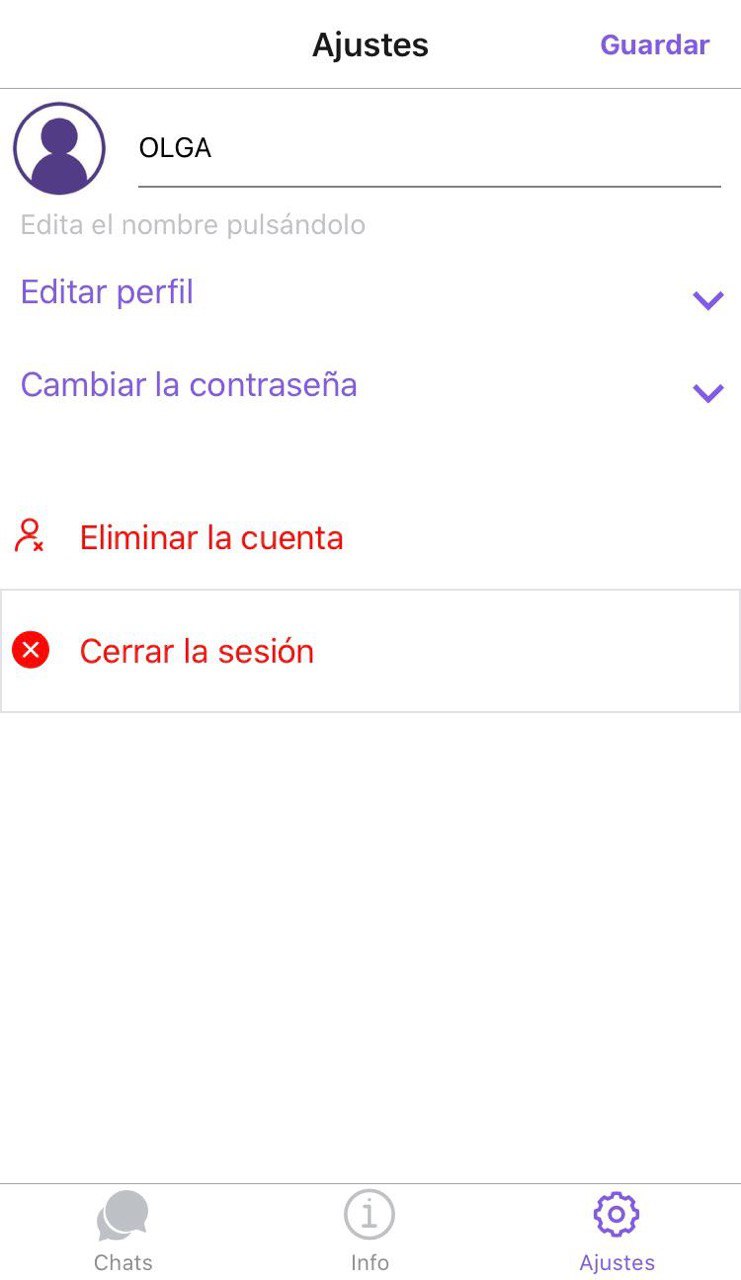 Ajustes
Guardar
OLGA
Edita el nombre pulsándolo
Editar perfil
Cambiar la contraseña
Eliminar la cuenta
Cerrar la sesión
Chats
Info
Ajustes